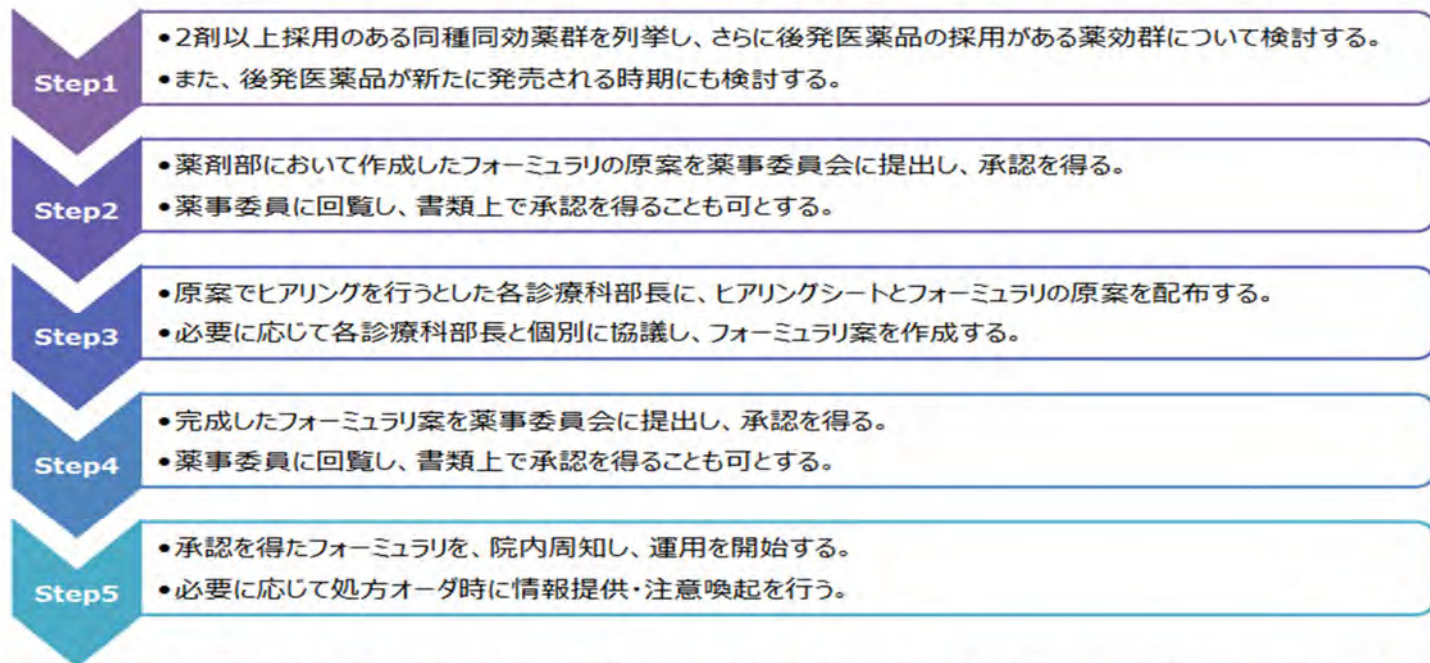 Step1
•2剤以上採用のある同種同効薬群を列挙し、さらに後発医薬品の採用がある薬効群について検討する。
•また、後発医薬品が新たに発売される時期にも検討する。
Step2
•薬剤部において作成したフォーミュラリの原案を薬事委員会に提出し、承認を得る。
•薬事委員に回覧し、書類上で承認を得ることも可とする。
Step3
•原案でヒアリングを行うとした各診療科部長に、ヒアリングシートとフォーミュラリの原案を配布する。
•必要に応じて各診療科部長と個別に協議し、フォーミュラリ案を作成する。
Step4
•完成したフォーミュラリ案を薬事委員会に提出し、承認を得る。
•薬事委員に回覧し、書類上で承認を得ることも可とする。
Step5
•承認を得たフォーミュラリを、院内周知し、運用を開始する。
•必要に応じて処方オーダ時に情報提供・注意喚起を行う。